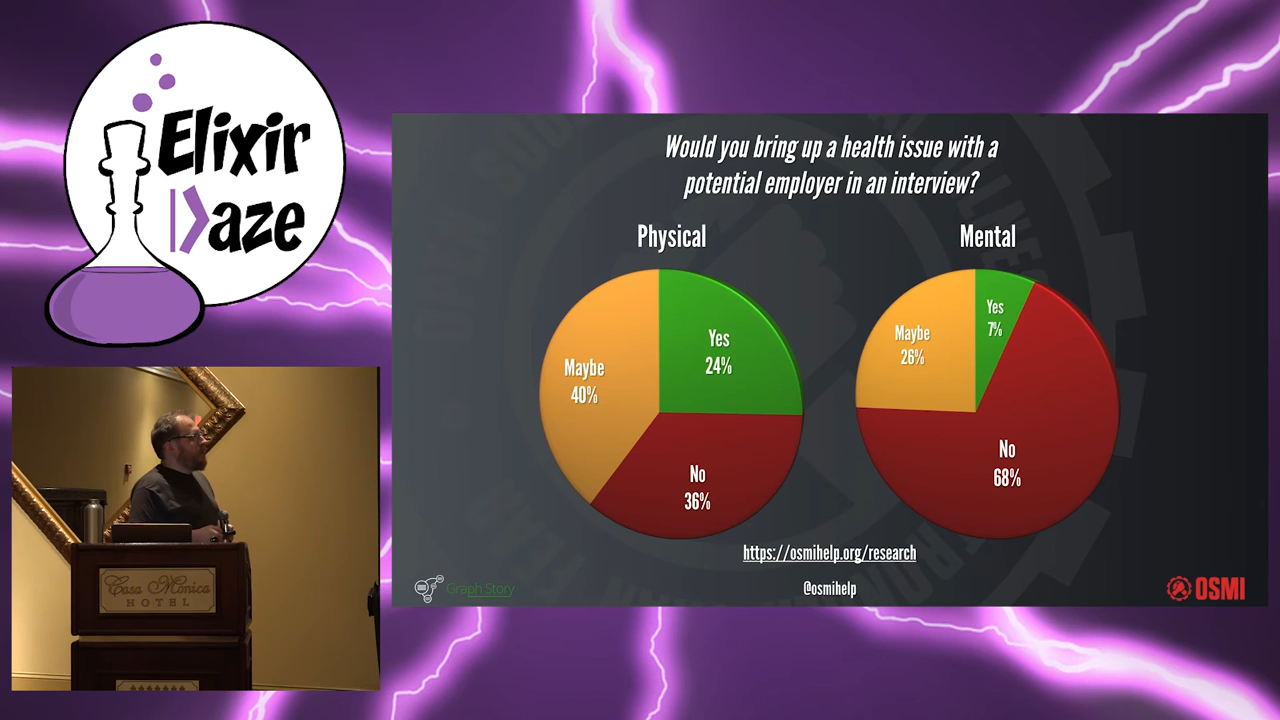 Elixir
|>aze
Would you bring up a health issue with a
potential employer in an interview?
Physical
Mental
Yes
24%
Maybe
40%
No
36%
Yes
7%
Maybe
26%
No
68%
https://osmihelp.org/research
@osmihelp
Graph Story
OSMI
Casa Monica
HOTEL